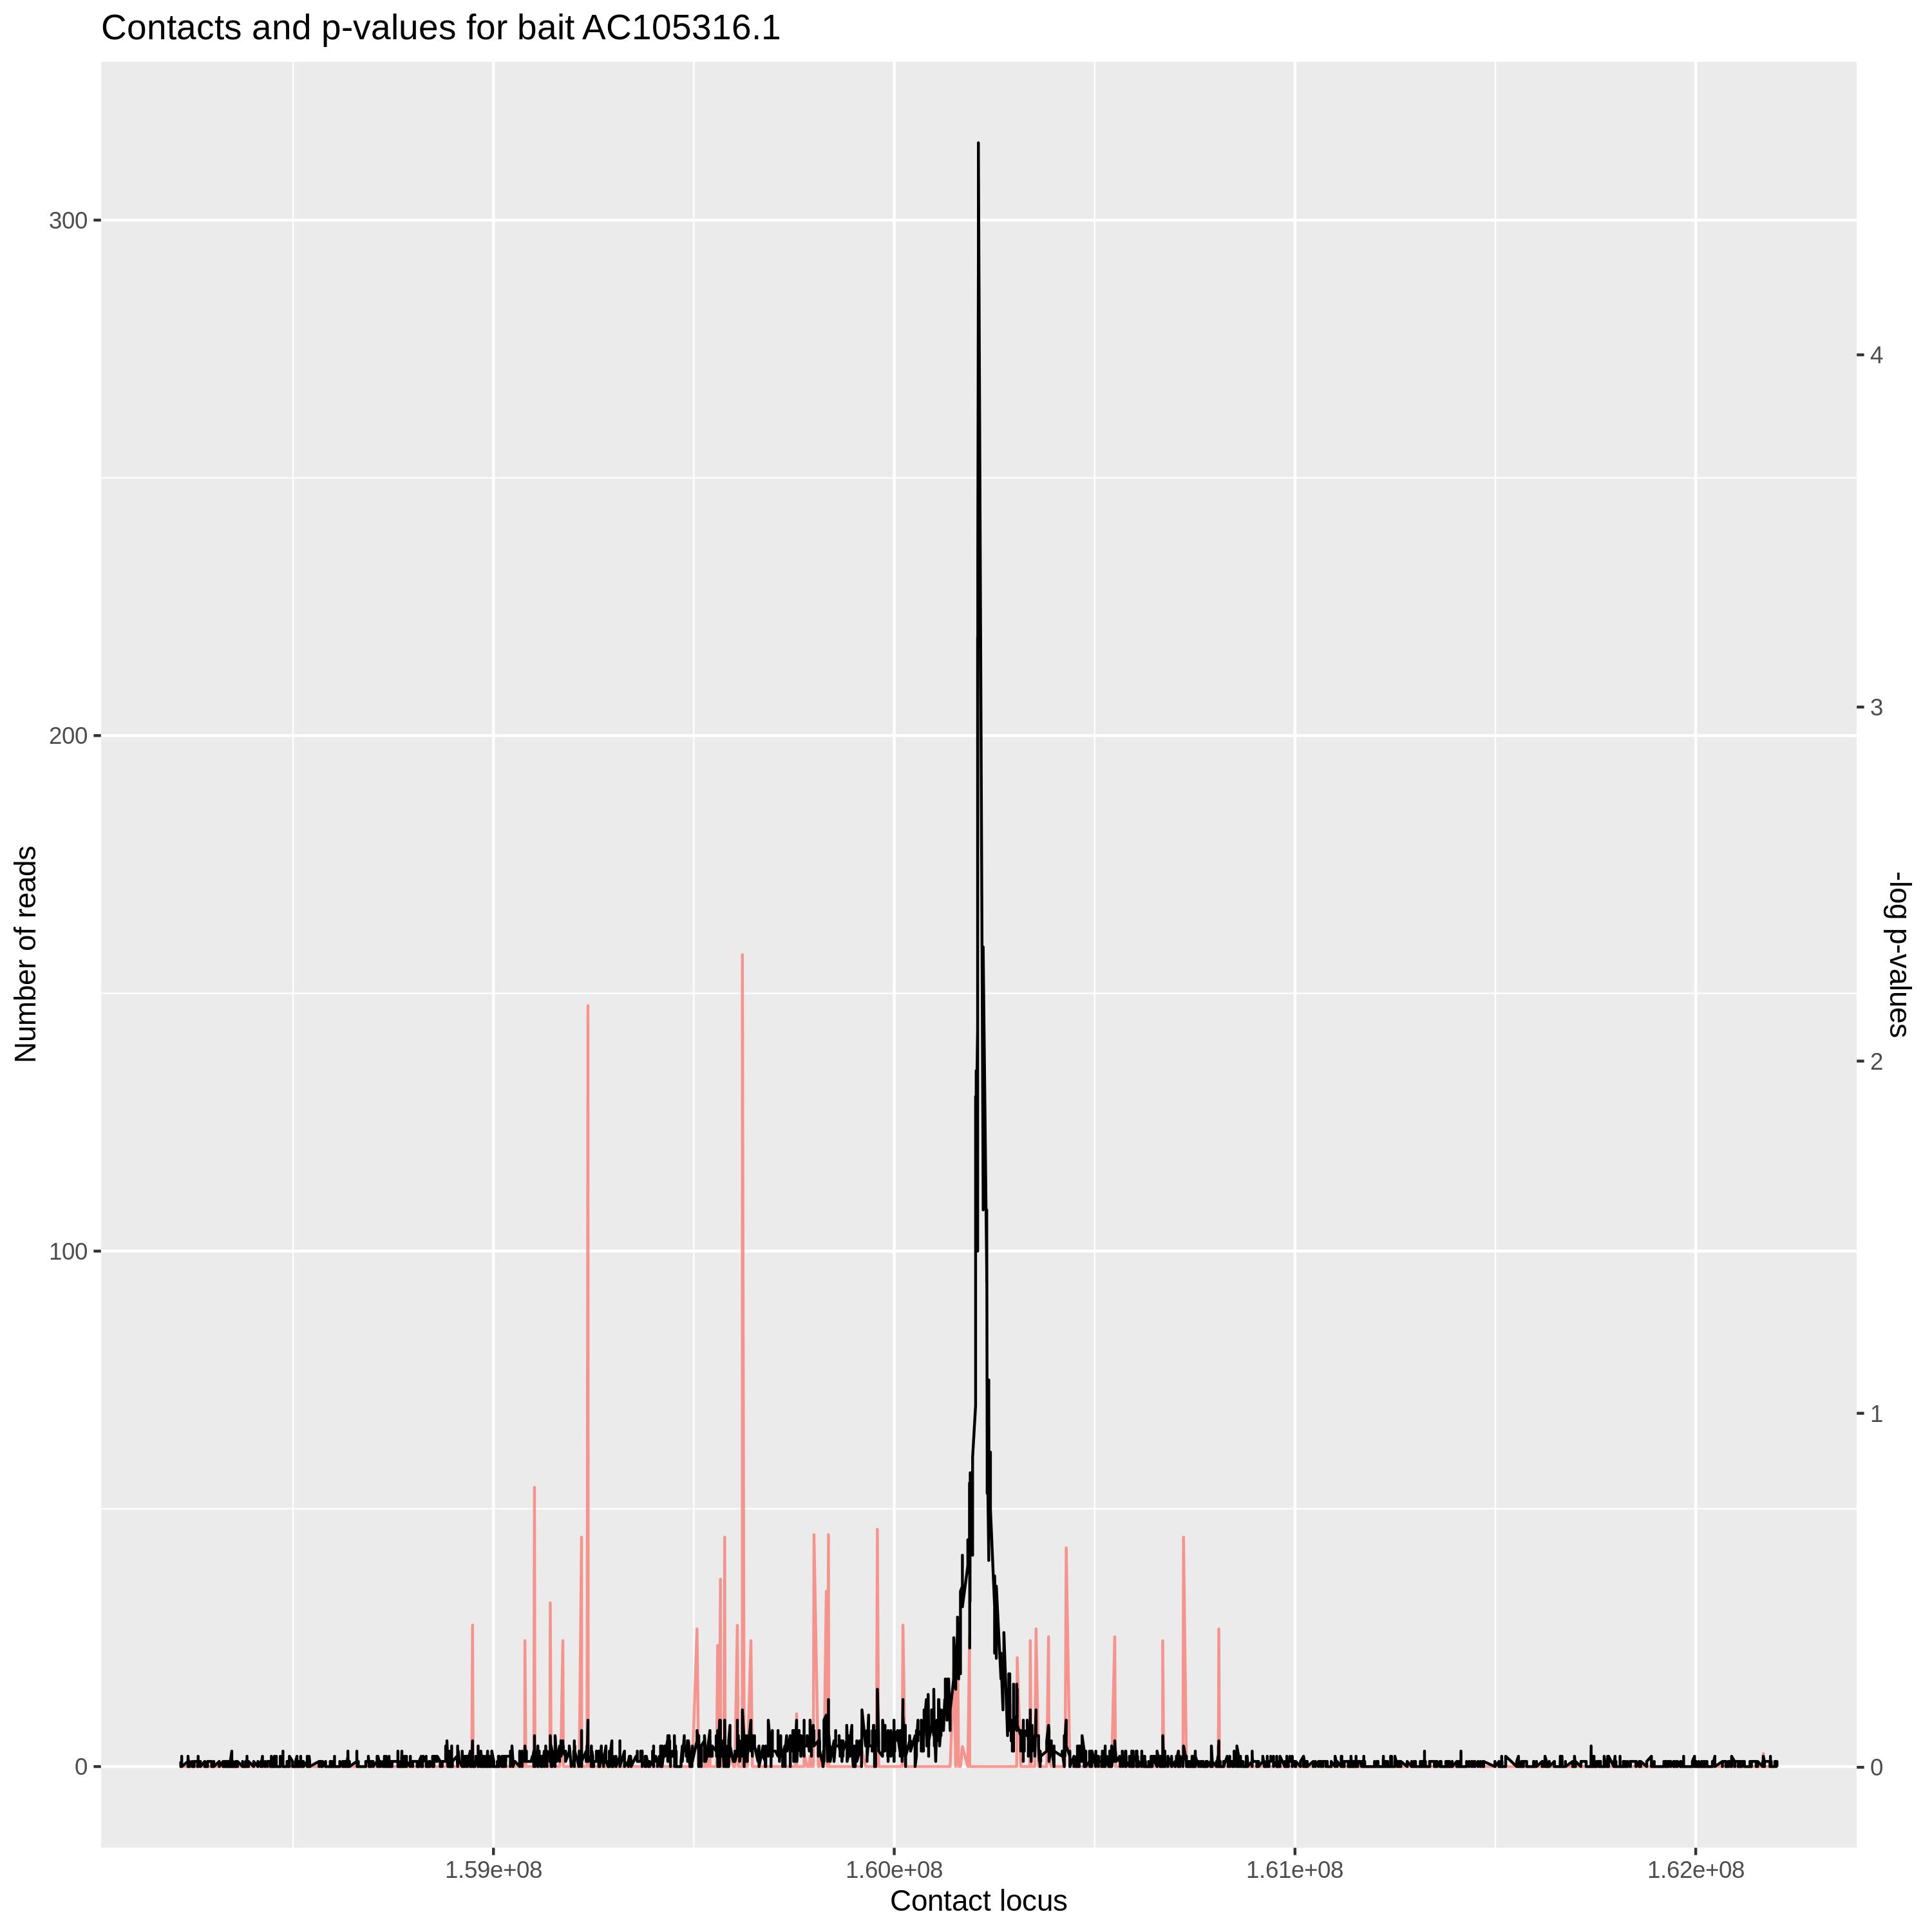 Contacts and p-values for bait AC105316.1
300
200
100
0
Number of reads
4
3
2
1
0
-log p-values
1.59e+08 1.60e+08 1.61e+08 1.62e+08
Contact locus